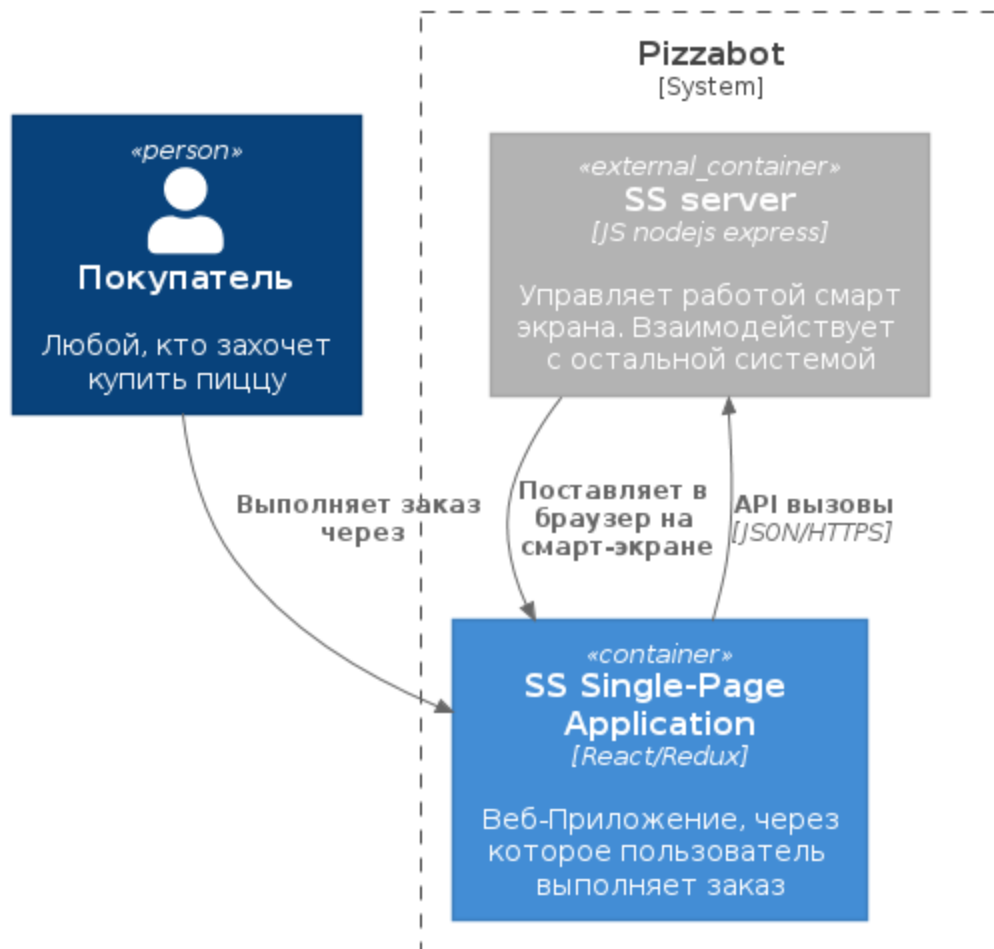 Pizzabot
[System]
«person»
Покупатель
Любой, кто захочет
купить пиццу
«external_container»
SS server
[JS nodejs express]
Управляет работой смарт
экрана. Взаимодействует
с остальной системой
Выполняет заказ
через
Поставляет в
браузер на
смарт-экране
API вызовы
[JSON/HTTPS]
«container»
SS Single-Page
Application
[React/Redux]
Веб-Приложение, через
которое пользователь
выполняет заказ